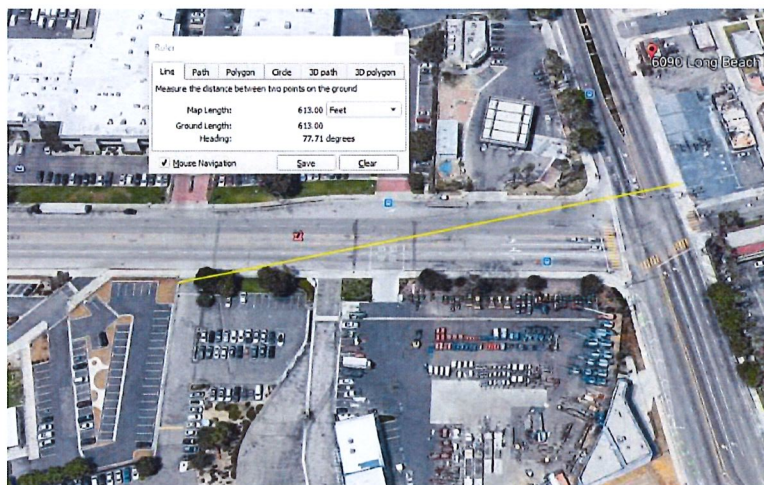 Ruler
Line Path Polygon Circle 3D path 3D polygon
Measure the distance between two points on the ground
Map Length: 613.00 Feet
Ground Length: 613.00
Heading: 77.71 degrees
Mouse Navigation Save Clear
6090 Long Beach